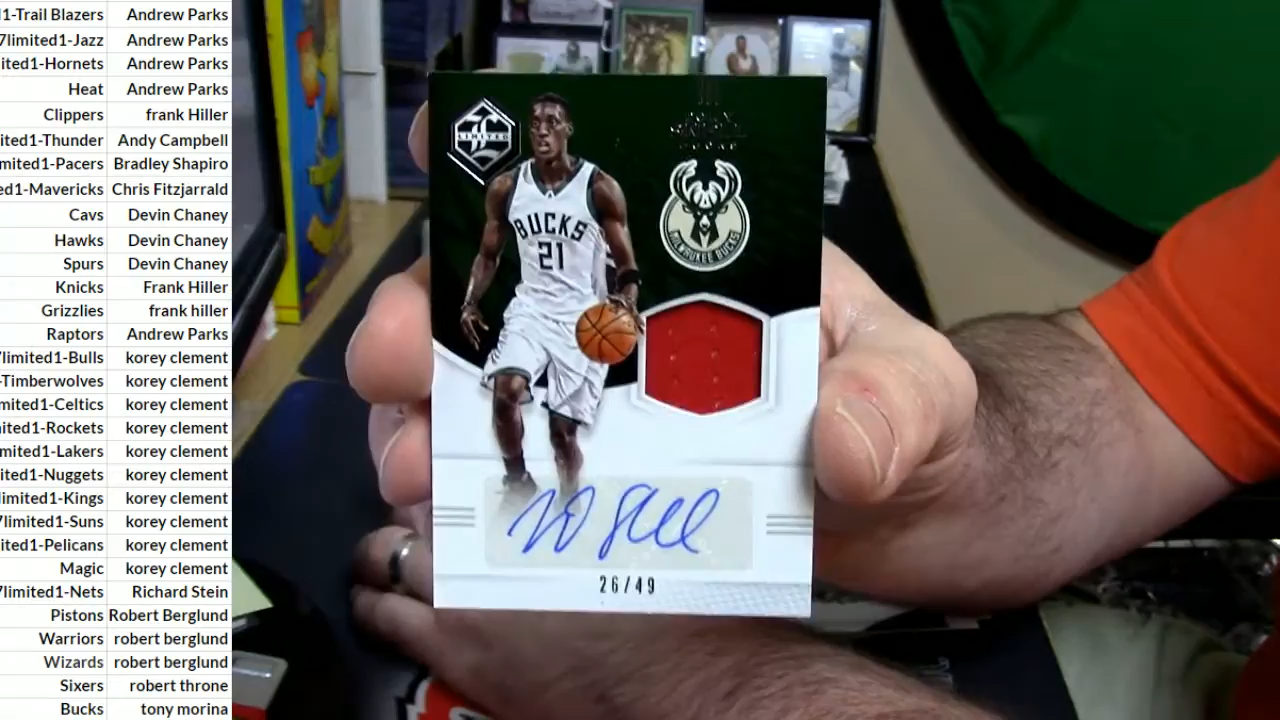 1-Trail Blazers Andrew Parks
7limited1-Jazz Andrew Parks
ited1-Hornets Andrew Parks
Heat Andrew Parks
Clippers frank Hiller
ited1-Thunder Andy Campbell
mited1-Pacers Bradley Shapiro
ed1-Mavericks Chris Fitzjarrald
Cavs Devin Chaney
Hawks Devin Chaney
Spurs Devin Chaney
Knicks Frank Hiller
Grizzlies frank hiller
Raptors Andrew Parks
limited1-Bulls korey clement
-Timberwolves korey clement
mited1-Celtics korey clement
ited1-Rockets korey clement
mited1-Lakers korey clement
ited1-Nuggets korey clement
limited1-Kings korey clement
7limited1-Suns korey clement
ited1-Pelicans korey clement
Magic korey clement
7limited1-Nets Richard Stein
Pistons Robert Berglund
Warriors robert berglund
Wizards robert berglund
Sixers robert throne
Bucks tony morina
LIMITED
BUCKS
21
MILWAUKEE BUCKS
26/49